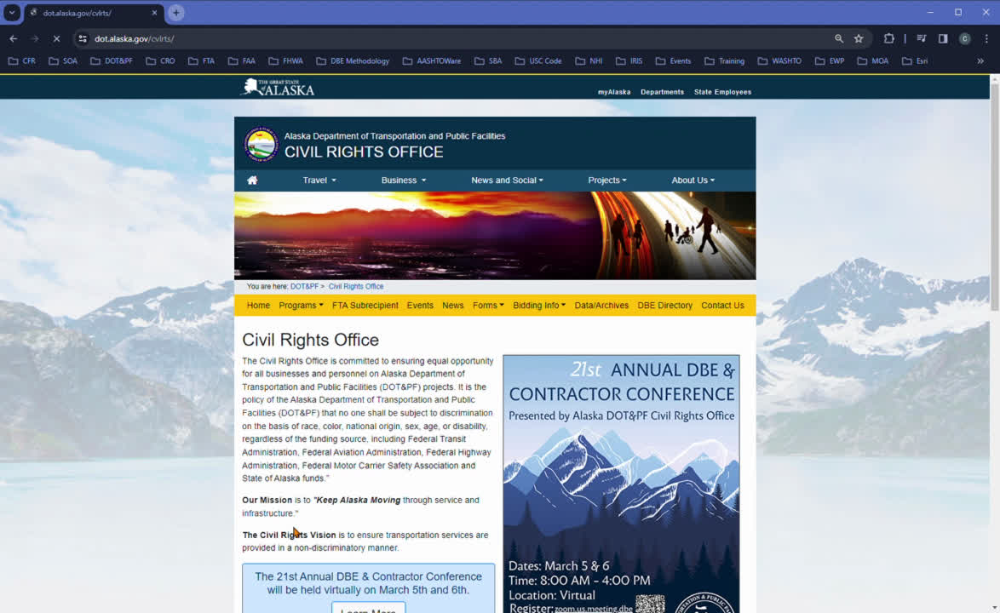 dot.alaska.gov/cvlrts/
dot.alaska.gov/cvlrts/
C
CFR SOA DOT&PF CRO FTA FAA FHWA DBE Methodology AASHTOWare SBA USC Code NHI IRIS Events Training WASHTO EWP MOA Esri
THE GREAT STATE
of ALASKA
myAlaska Departments State Employees
Alaska Department of Transportation and Public Facilities
CIVIL RIGHTS OFFICE
Travel Business News and Social Projects About Us
You are here: DOT&PF > Civil Rights Office
Home Programs FTA Subrecipient Events News Forms Bidding Info Data/Archives DBE Directory Contact Us
Civil Rights Office
The Civil Rights Office is committed to ensuring equal opportunity
for all businesses and personnel on Alaska Department of
Transportation and Public Facilities (DOT&PF) projects. It is the
policy of the Alaska Department of Transportation and Public
Facilities (DOT&PF) that no one shall be subject to discrimination
on the basis of race, color, national origin, sex, age, or disability,
regardless of the funding source, including Federal Transit
Administration, Federal Aviation Administration, Federal Highway
Administration, Federal Motor Carrier Safety Association and
State of Alaska funds."
Our Mission is to "Keep Alaska Moving through service and
infrastructure."
The Civil Rights Vision is to ensure transportation services are
provided in a non-discriminatory manner.
The 21st Annual DBE & Contractor Conference
will be held virtually on March 5th and 6th.
Learn More
21st ANNUAL DBE &
CONTRACTOR CONFERENCE
Presented by Alaska DOT&PF Civil Rights Office
Dates: March 5 & 6
Time: 8:00 AM – 4:00 PM
Location: Virtual
Register: zoom.us.meeting.dbe